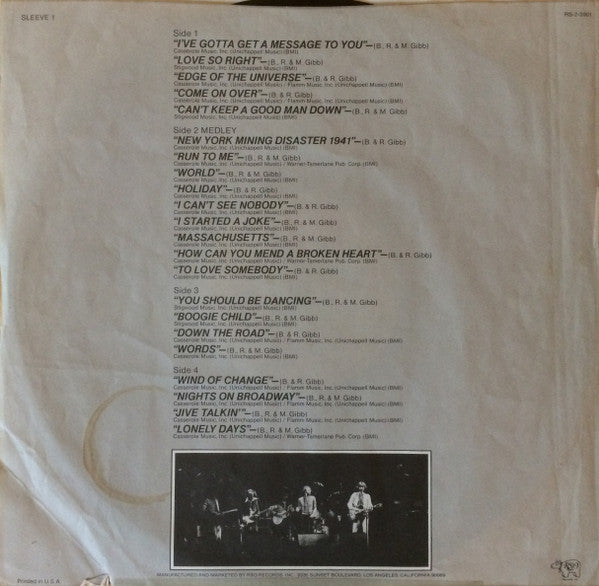 SLEEVE 1
RS-2-3901
Side 1
"I'VE GOTTA GET A MESSAGE TO YOU"—(B., R. & M. Gibb)
Casserole Music, Inc. (Unichappell Music) (BMI)
"LOVE SO RIGHT"—(B., R. & M. Gibb)
Stigwood Music, Inc. (Unichappell Music) (BMI)
"EDGE OF THE UNIVERSE"—(B. & R. Gibb)
Casserole Music, Inc. (Unichappell Music) / Flamm Music, Inc. (Unichappell Music) (BMI)
"COME ON OVER"—(B. & R. Gibb)
Casserole Music, Inc. (Unichappell Music) / Flamm Music, Inc. (Unichappell Music) (BMI)
"CAN'T KEEP A GOOD MAN DOWN"—(B., R. & M. Gibb)
Stigwood Music, Inc. (Unichappell Music) (BMI)
Side 2 MEDLEY
"NEW YORK MINING DISASTER 1941"—(B. & R. Gibb)
Casserole Music, Inc. (Unichappell Music) (BMI)
"RUN TO ME"—(B., R. & M. Gibb)
Casserole Music, Inc. (Unichappell Music) / Warner-Tamerlane Pub. Corp. (BMI)
"WORLD"—(B., R. & M. Gibb)
Casserole Music, Inc. (Unichappell Music) (BMI)
"HOLIDAY"—(B. & R. Gibb)
Casserole Music, Inc. (Unichappell Music) (BMI)
"I CAN'T SEE NOBODY"—(B. & R. Gibb)
Casserole Music, Inc. (Unichappell Music) (BMI)
"I STARTED A JOKE"—(B., R. & M. Gibb)
Casserole Music, Inc. (Unichappell Music) (BMI)
"MASSACHUSETTS"—(B., R. & M. Gibb)
Casserole Music, Inc. (Unichappell Music) (BMI)
"HOW CAN YOU MEND A BROKEN HEART"—(B. & R. Gibb)
Casserole Music, Inc. (Unichappell Music) / Warner-Tamerlane Pub. Corp. (BMI)
"TO LOVE SOMEBODY"—(B. & R. Gibb)
Casserole Music, Inc. (Unichappell Music) (BMI)
Side 3
"YOU SHOULD BE DANCING"—(B., R. & M. Gibb)
Stigwood Music, Inc. (Unichappell Music) (BMI)
"BOOGIE CHILD"—(B., R. & M. Gibb)
Stigwood Music, Inc. (Unichappell Music) (BMI)
"DOWN THE ROAD"—(B. & R. Gibb)
Casserole Music, Inc. (Unichappell Music) / Flamm Music, Inc. (Unichappell Music) (BMI)
"WORDS"—(B., R. & M. Gibb)
Casserole Music, Inc. (Unichappell Music) (BMI)
Side 4
"WIND OF CHANGE"—(B. & R. Gibb)
Casserole Music, Inc. (Unichappell Music) / Flamm Music, Inc. (Unichappell Music) (BMI)
"NIGHTS ON BROADWAY"—(B., R. & M. Gibb)
Casserole Music, Inc. (Unichappell Music) / Flamm Music, Inc. (Unichappell Music) (BMI)
"JIVE TALKIN'"—(B., R. & M. Gibb)
Casserole Music, Inc. (Unichappell Music) / Flamm Music, Inc. (Unichappell Music) (BMI)
"LONELY DAYS"—(B., R. & M. Gibb)
Casserole Music, Inc. (Unichappell Music) / Warner-Tamerlane Pub. Corp. (BMI)
MANUFACTURED AND MARKETED BY RSO RECORDS, INC. 9200 SUNSET BOULEVARD, LOS ANGELES, CALIFORNIA 90069
Printed in U.S.A.